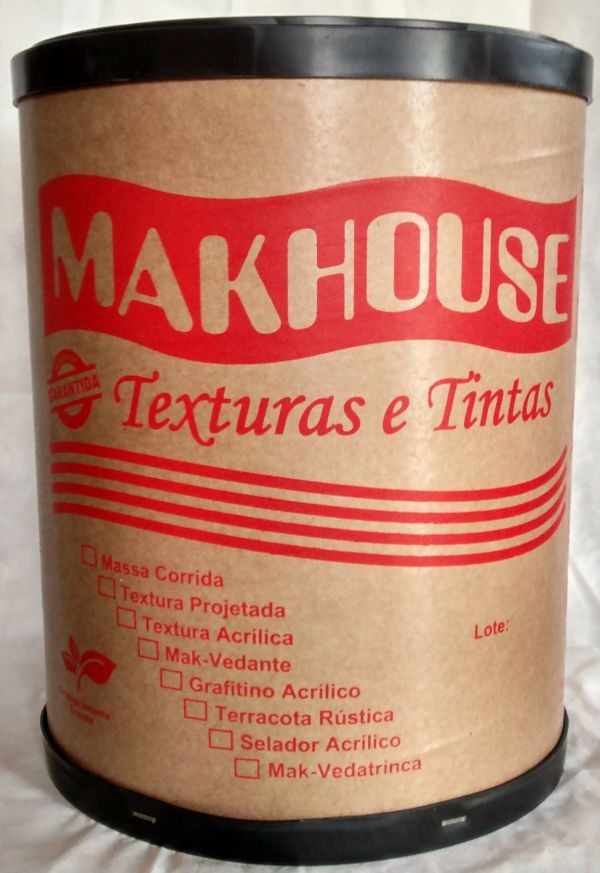 MAKHOUSE
GARANTIDA
Texturas e Tintas
Massa Corrida
Textura Projetada
Textura Acrílica
Mak-Vedante
Grafitino Acrílico
Terracota Rústica
Selador Acrílico
Mak-Vedatrinca
Lote: